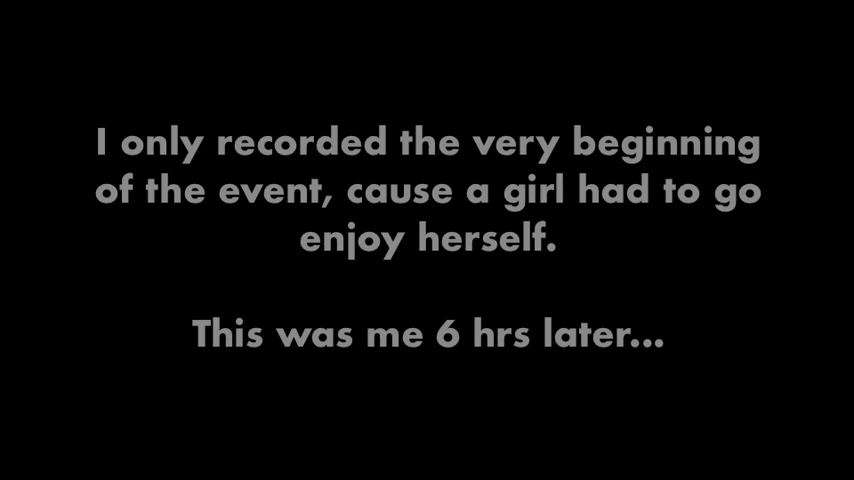 I only recorded the very beginning
of the event, cause a girl had to go
enjoy herself.
This was me 6 hrs later...